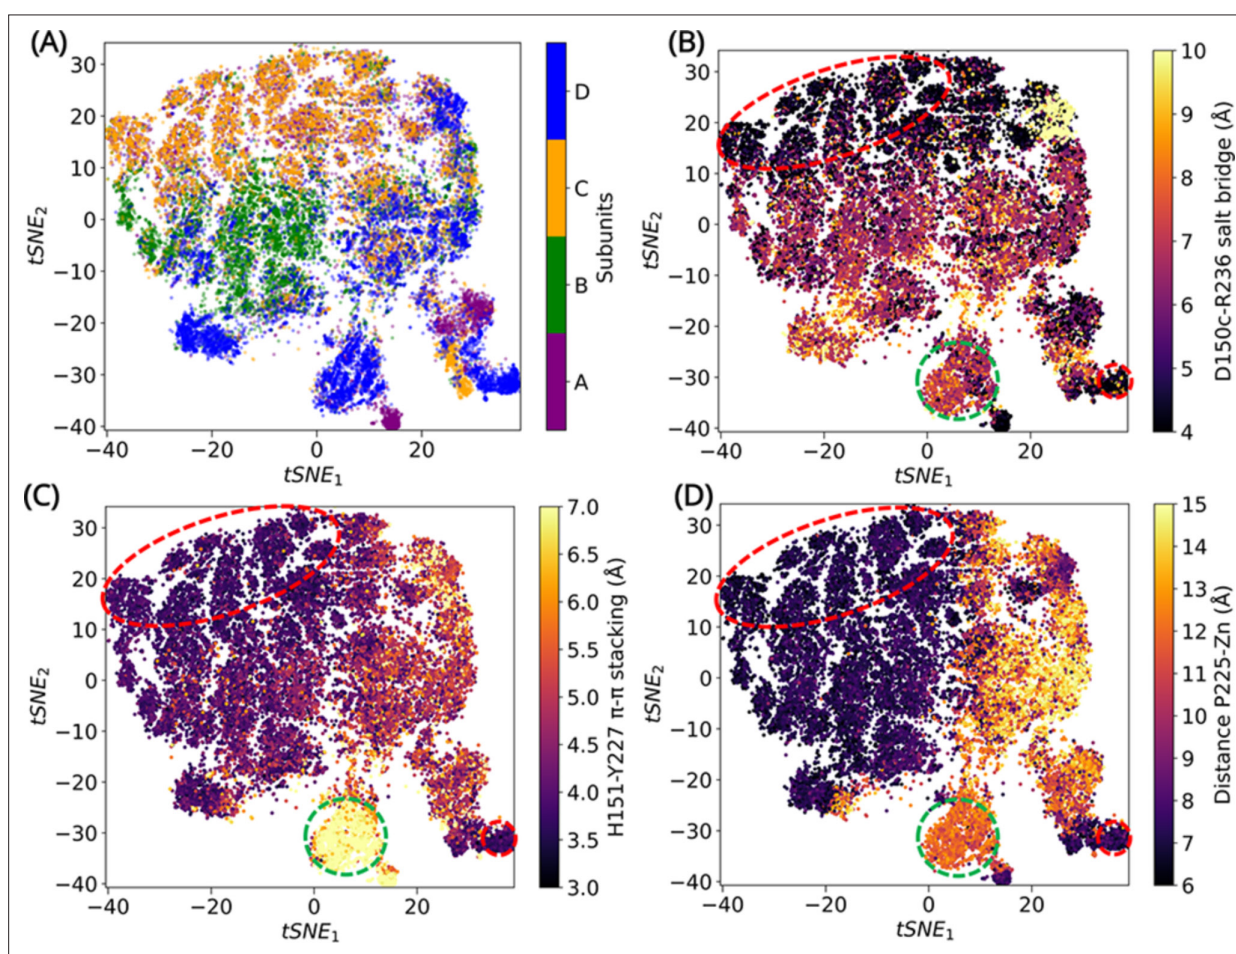 (A)
30
20
10
0
−10
−20
−30
−40
−40 −20 0 20
tSNE₁
tSNE₂
D
C
B
A
Subunits
(B)
30
20
10
0
−10
−20
−30
−40
−40 −20 0 20
tSNE₁
tSNE₂
10
9
8
7
6
5
4
D150c-R236 salt bridge (Å)
(C)
30
20
10
0
−10
−20
−30
−40
−40 −20 0 20
tSNE₁
tSNE₂
7.0
6.5
6.0
5.5
5.0
4.5
4.0
3.5
3.0
H151-Y227 π-π stacking (Å)
(D)
30
20
10
0
−10
−20
−30
−40
−40 −20 0 20
tSNE₁
tSNE₂
15
14
13
12
11
10
9
8
7
6
Distance P225-Zn (Å)